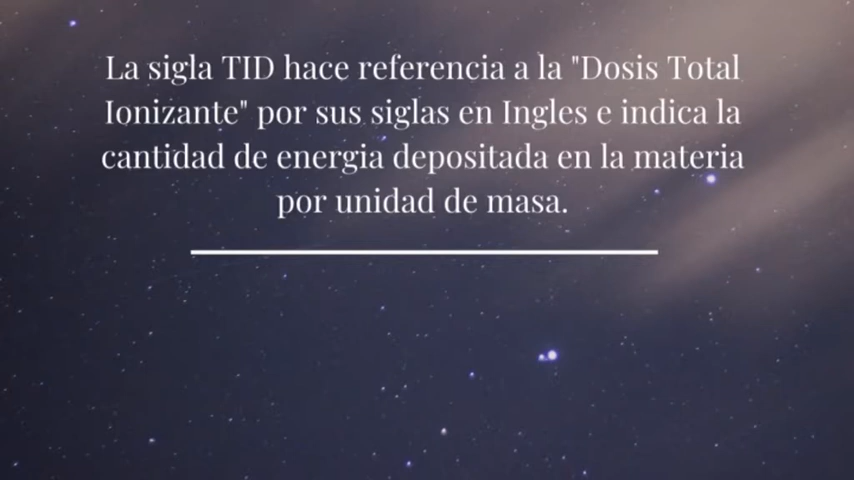 La sigla TID hace referencia a la "Dosis Total
Ionizante" por sus siglas en Ingles e indica la
cantidad de energia depositada en la materia
por unidad de masa.